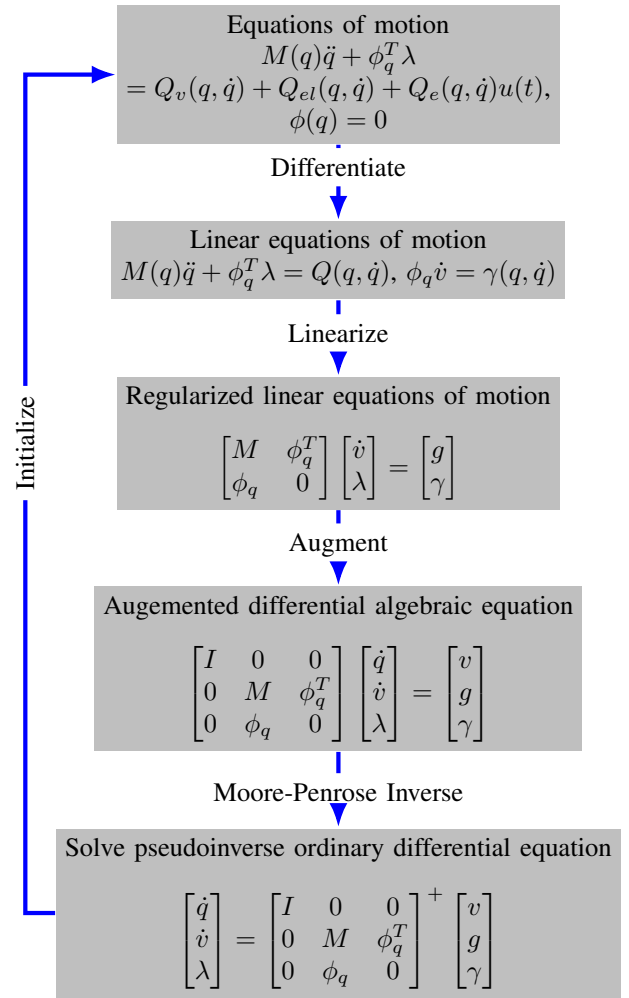 Equations of motion
M(q)q̈ + ϕ_q^T λ
= Q_v(q, q̇) + Q_{el}(q, q̇) + Q_e(q, q̇)u(t),
ϕ(q) = 0
Differentiate
Linear equations of motion
M(q)q̈ + ϕ_q^T λ = Q(q, q̇), ϕ_q v̇ = γ(q, q̇)
Linearize
Regularized linear equations of motion
[M ϕ_q^T] [v̇] = [g]
[ϕ_q 0] [λ] [γ]
Augment
Augemented differential algebraic equation
[I 0 0] [q̇] [v]
[0 M ϕ_q^T] [v̇] = [g]
[0 ϕ_q 0] [λ] [γ]
Moore-Penrose Inverse
Solve pseudoinverse ordinary differential equation
[q̇] [I 0 0]^+ [v]
[v̇] = [0 M ϕ_q^T] [g]
[λ] [0 ϕ_q 0] [γ]
Initialize